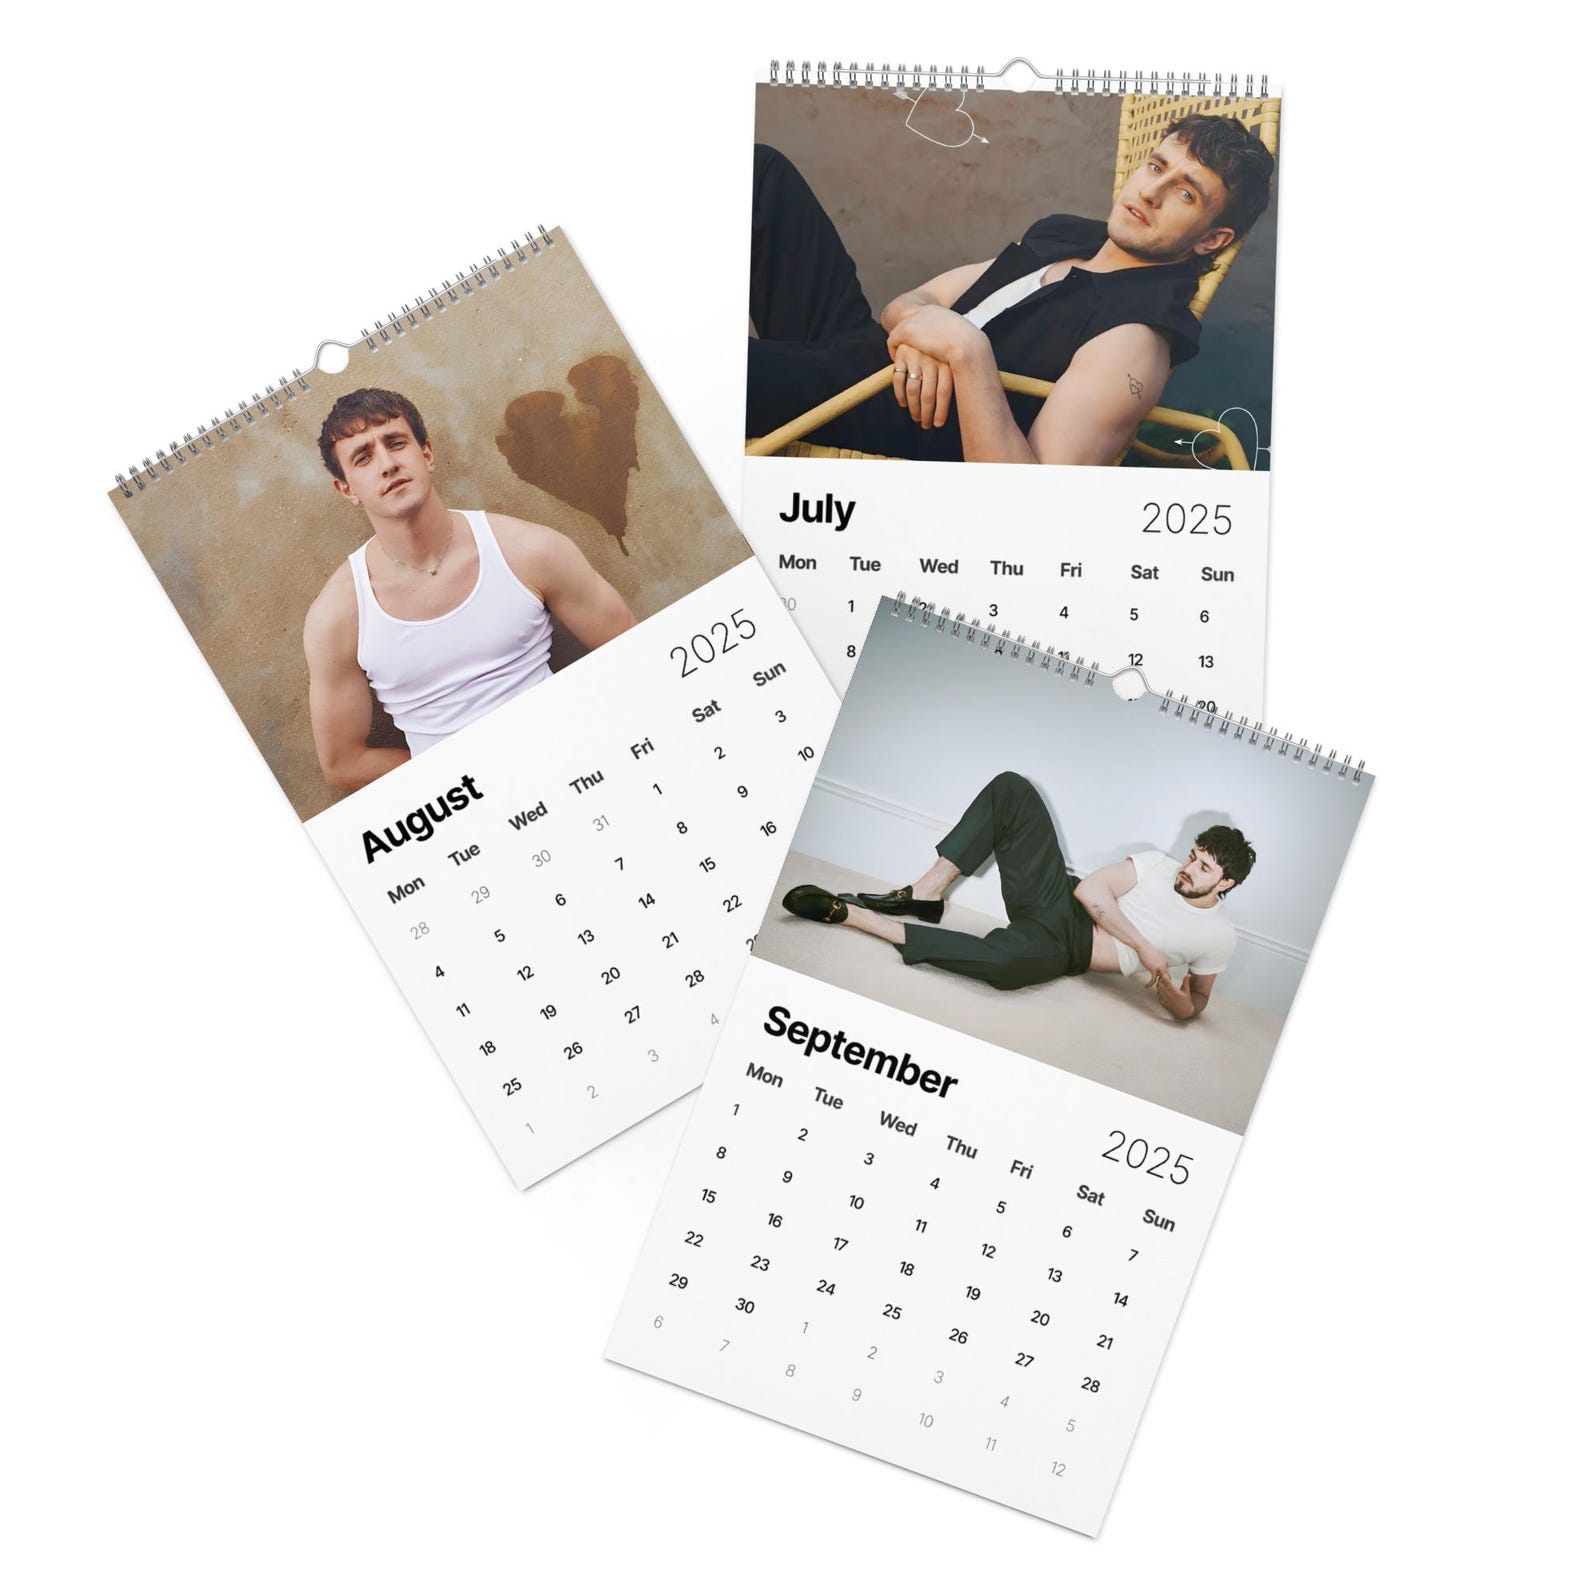 July 2025
Mon Tue Wed Thu Fri Sat Sun
30 1 2 3 4 5 6
8 11 12 13
20
August 2025
Mon Tue Wed Thu Fri Sat Sun
28 29 30 31 1 2 3
4 5 6 7 8 9 10
11 12 13 14 15 16
18 19 20 21 22
25 26 27 28
1 2 3 4
September 2025
Mon Tue Wed Thu Fri Sat Sun
1 2 3 4 5 6 7
8 9 10 11 12 13 14
15 16 17 18 19 20 21
22 23 24 25 26 27 28
29 30 1 2 3 4 5
6 7 8 9 10 11 12